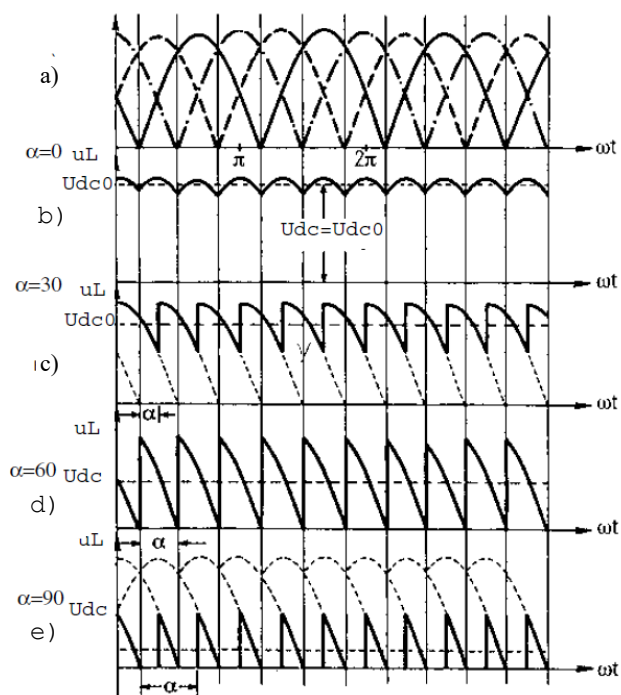 a)
α=0 uL
π 2π ωt
Udc0
b)
Udc=Udc0
α=30 uL
ωt
Udc0
c)
α ωt
uL
α=60 Udc
d)
uL
α ωt
α=90 Udc
e)
ωt
α